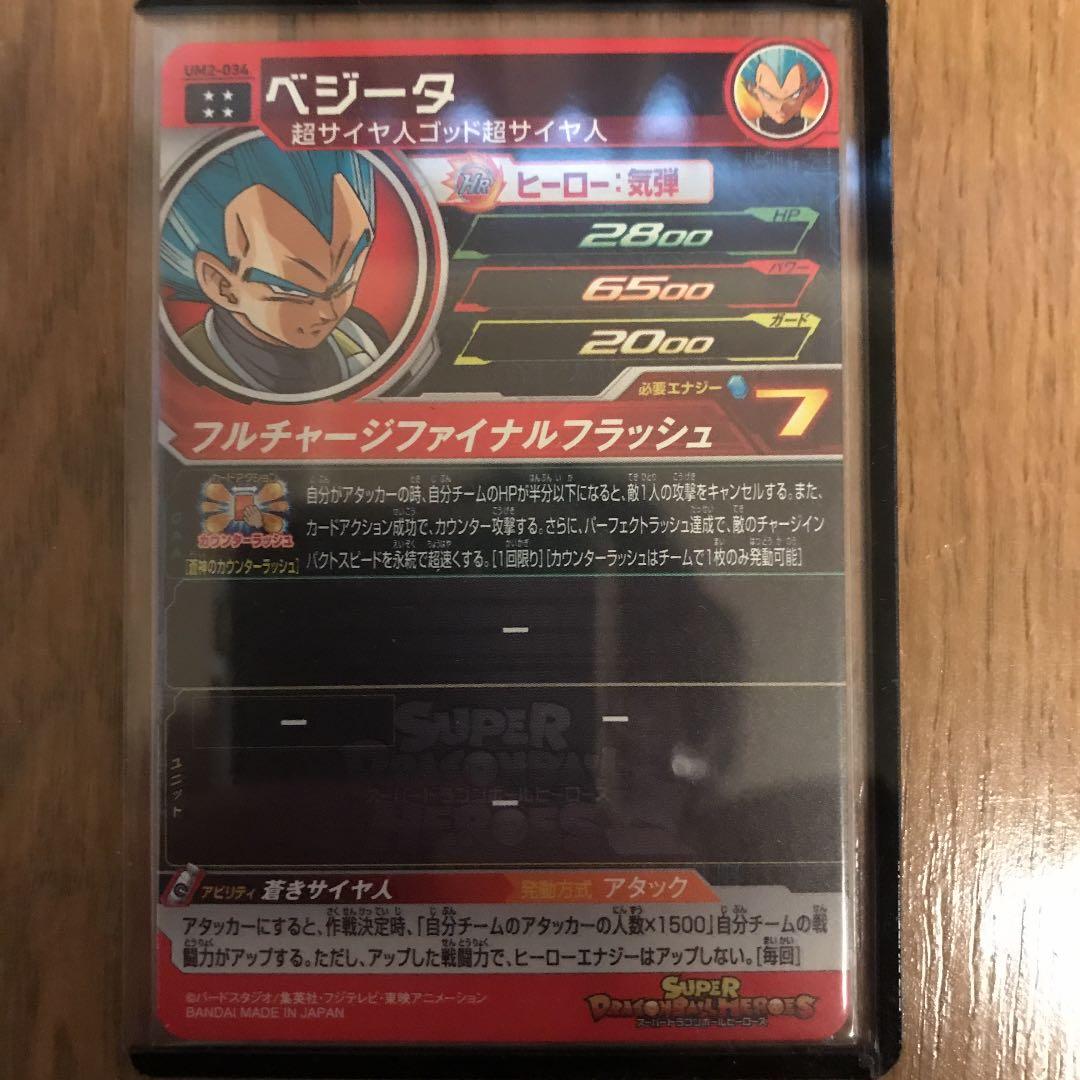 UM2-034
★★
★★
ベジータ
超サイヤ人ゴッド超サイヤ人
HR ヒーロー:気弾
HP
2800
パワー
6500
ガード
2000
必要エナジー 7
フルチャージファイナルフラッシュ
カードアクション
カウンターラッシュ
[蒼神のカウンターラッシュ]
自分がアタッカーの時、自分チームのHPが半分以下になると、敵1人の攻撃をキャンセルする。また、
カードアクション成功で、カウンター攻撃する。さらに、パーフェクトラッシュ達成で、敵のチャージイン
パクトスピードを永続で超速くする。[1回限り][カウンターラッシュはチームで1枚のみ発動可能]
ー
ー ー
ー
ユニット
SUPER
DRAGONBALL
スーパードラゴンボールヒーローズ
HEROES
アビリティ 蒼きサイヤ人 発動方式 アタック
アタッカーにすると、作戦決定時、「自分チームのアタッカーの人数×1500」自分チームの戦
闘力がアップする。ただし、アップした戦闘力で、ヒーローエナジーはアップしない。[毎回]
©バードスタジオ/集英社・フジテレビ・東映アニメーション
BANDAI MADE IN JAPAN
SUPER
DRAGONBALL HEROES
スーパードラゴンボールヒーローズ